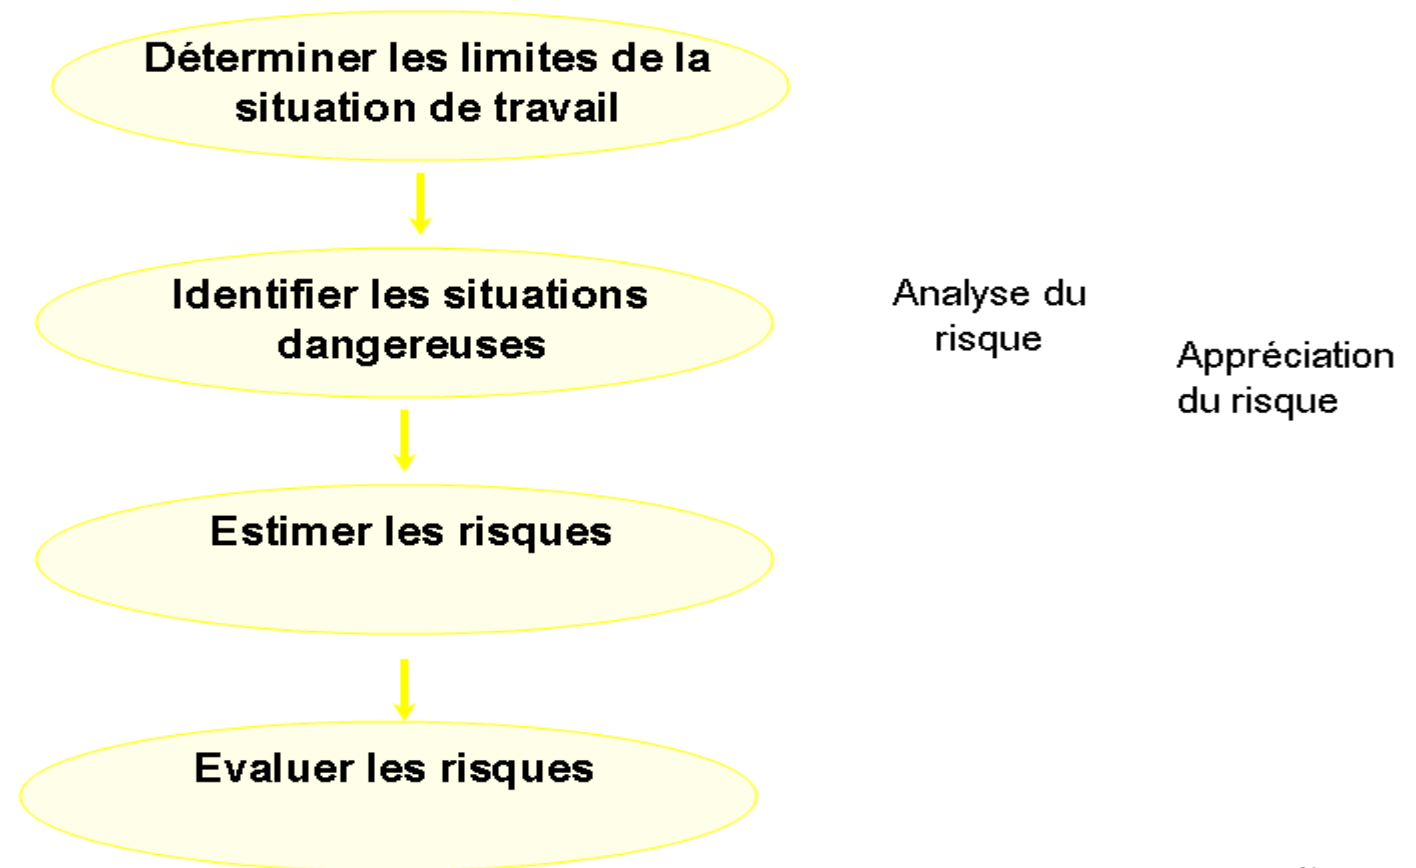 Déterminer les limites de la
situation de travail
Identifier les situations
dangereuses
Analyse du
risque
Appréciation
du risque
Estimer les risques
Evaluer les risques